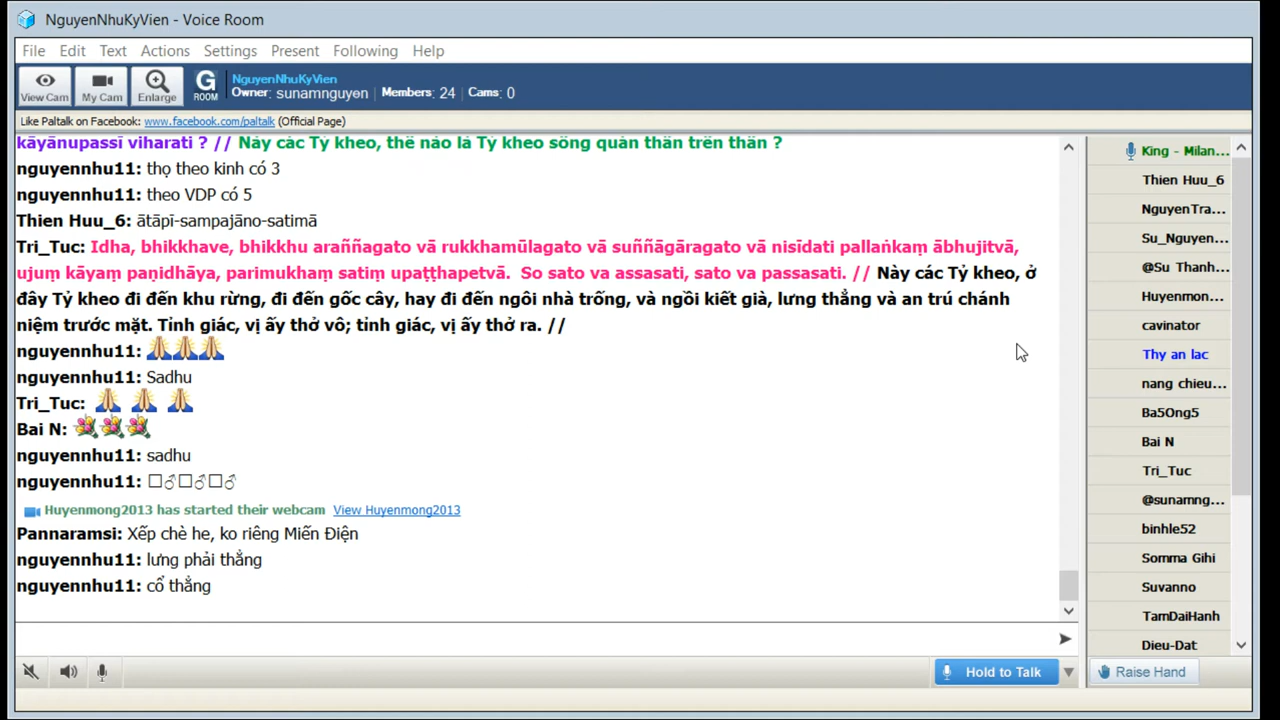 NguyenNhuKyVien - Voice Room
File Edit Text Actions Settings Present Following Help
View Cam My Cam Enlarge G ROOM
NguyenNhuKyVien
Owner: sunamnguyen | Members: 24 | Cams: 0
Like Paltalk on Facebook: www.facebook.com/paltalk (Official Page)
kāyānupassī viharati ? // Này các Tỷ kheo, thế nào là Tỷ kheo sống quán thân trên thân ?
nguyennhu11: thọ theo kinh có 3
nguyennhu11: theo VDP có 5
Thien Huu_6: ātāpī-sampajāno-satimā
Tri_Tuc: Idha, bhikkhave, bhikkhu araññagato vā rukkhamūlagato vā suññāgāragato vā nisīdati pallaṅkaṃ ābhujitvā,
ujuṃ kāyaṃ paṇidhāya, parimukhaṃ satiṃ upaṭṭhapetvā. So sato va assasati, sato va passasati. // Này các Tỷ kheo, ở
đây Tỷ kheo đi đến khu rừng, đi đến gốc cây, hay đi đến ngôi nhà trống, và ngồi kiết già, lưng thẳng và an trú chánh
niệm trước mặt. Tỉnh giác, vị ấy thở vô; tỉnh giác, vị ấy thở ra. //
nguyennhu11: 🙏🙏🙏
nguyennhu11: Sadhu
Tri_Tuc: 🙏 🙏 🙏
Bai N: 💐💐💐
nguyennhu11: sadhu
nguyennhu11: □♂□♂□♂
Huyenmong2013 has started their webcam View Huyenmong2013
Pannaramsi: Xếp chè he, ko riêng Miến Điện
nguyennhu11: lưng phải thẳng
nguyennhu11: cổ thẳng
Hold to Talk
King - Milan...
Thien Huu_6
NguyenTra...
Su_Nguyen...
@Su Thanh...
Huyenmon...
cavinator
Thy an lac
nang chieu...
Ba5Ong5
Bai N
Tri_Tuc
@sunamng...
binhle52
Somma Gihi
Suvanno
TamDaiHanh
Dieu-Dat
Raise Hand